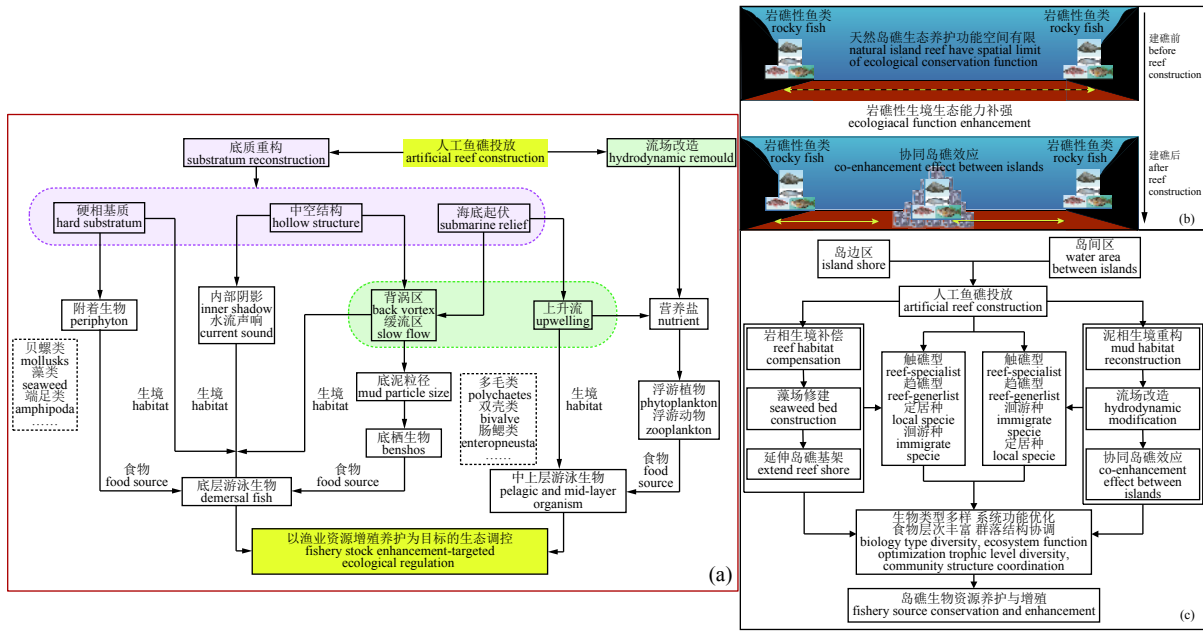 底质重构
substratum reconstruction
人工鱼礁投放
artificial reef construction
流场改造
hydrodynamic remould
硬相基质
hard substratum
中空结构
hollow structure
海底起伏
submarine relief
附着生物
periphyton
内部阴影
inner shadow
水流声响
current sound
背涡区
back vortex
缓流区
slow flow
上升流
upwelling
营养盐
nutrient
贝螺类
mollusks
藻类
seaweed
端足类
amphipoda
……
生境
habitat
生境
habitat
底泥粒径
mud particle size
多毛类
polychaetes
双壳类
bivalve
肠鳃类
enteropneusta
……
生境
habitat
浮游植物
phytoplankton
浮游动物
zooplankton
底栖生物
benshos
食物
food source
食物
food source
食物
food source
底层游泳生物
demersal fish
中上层游泳生物
pelagic and mid-layer
organism
以渔业资源增殖养护为目标的生态调控
fishery stock enhancement-targeted
ecological regulation
(a)
岩礁性鱼类
rocky fish
天然岛礁生态养护功能空间有限
natural island reef have spatial limit
of ecological conservation function
岩礁性鱼类
rocky fish
建礁前
before
reef
construction
岩礁性生境生态能力补强
ecologiacal function enhancement
岩礁性鱼类
rocky fish
协同岛礁效应
co-enhancement effect between islands
岩礁性鱼类
rocky fish
建礁后
after
reef
construction
(b)
岛边区
island shore
岛间区
water area
between islands
人工鱼礁投放
artificial reef construction
岩相生境补偿
reef habitat
compensation
藻场修建
seaweed bed
construction
延伸岛礁基架
extend reef shore
触礁型
reef-specialist
趋礁型
reef-generlist
定居种
local specie
洄游种
immigrate
specie
触礁型
reef-specialist
趋礁型
reef-generlist
洄游种
immigrate
specie
定居种
local specie
泥相生境重构
mud habitat
reconstruction
流场改造
hydrodynamic
modification
协同岛礁效应
co-enhancement
effect between
islands
生物类型多样 系统功能优化
食物层次丰富 群落结构协调
biology type diversity, ecosystem function
optimization trophic level diversity,
community structure coordination
岛礁生物资源养护与增殖
fishery source conservation and enhancement
(c)